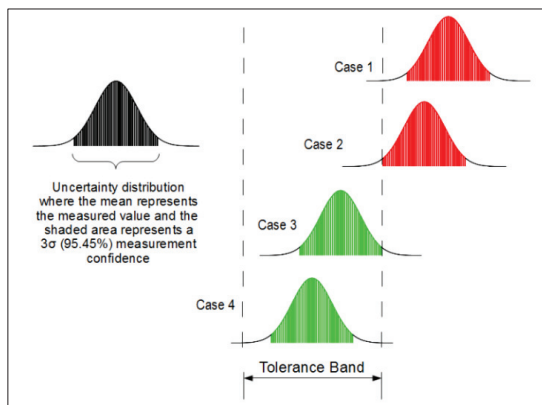 Case 1
Case 2
Uncertainty distribution
where the mean represents
the measured value and the
shaded area represents a
3σ (95.45%) measurement
confidence
Case 3
Case 4
Tolerance Band